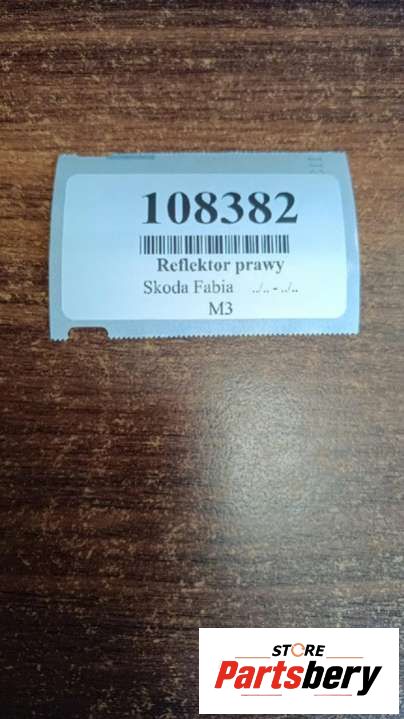 108382
Reflektor prawy
Skoda Fabia ../.. - ../..
M3
STORE
Partsbery